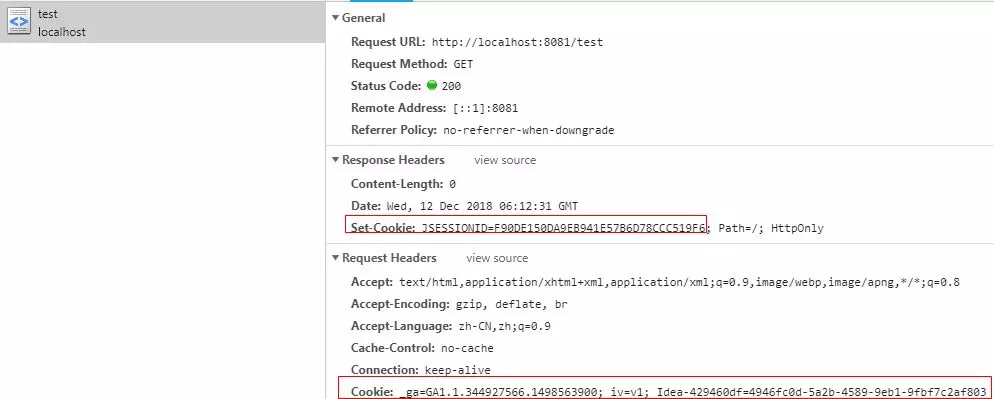 test
localhost
General
Request URL: http://localhost:8081/test
Request Method: GET
Status Code: 200
Remote Address: [::1]:8081
Referrer Policy: no-referrer-when-downgrade
Response Headers view source
Content-Length: 0
Date: Wed, 12 Dec 2018 06:12:31 GMT
Set-Cookie: JSESSIONID=F90DE150DA9EB941E57B6D78CCC519F6; Path=/; HttpOnly
Request Headers view source
Accept: text/html,application/xhtml+xml,application/xml;q=0.9,image/webp,image/apng,*/*;q=0.8
Accept-Encoding: gzip, deflate, br
Accept-Language: zh-CN,zh;q=0.9
Cache-Control: no-cache
Connection: keep-alive
Cookie: _ga=GA1.1.344927566.1498563900; iv=v1; Idea-429460df=4946fc0d-5a2b-4589-9eb1-9fbf7c2af803